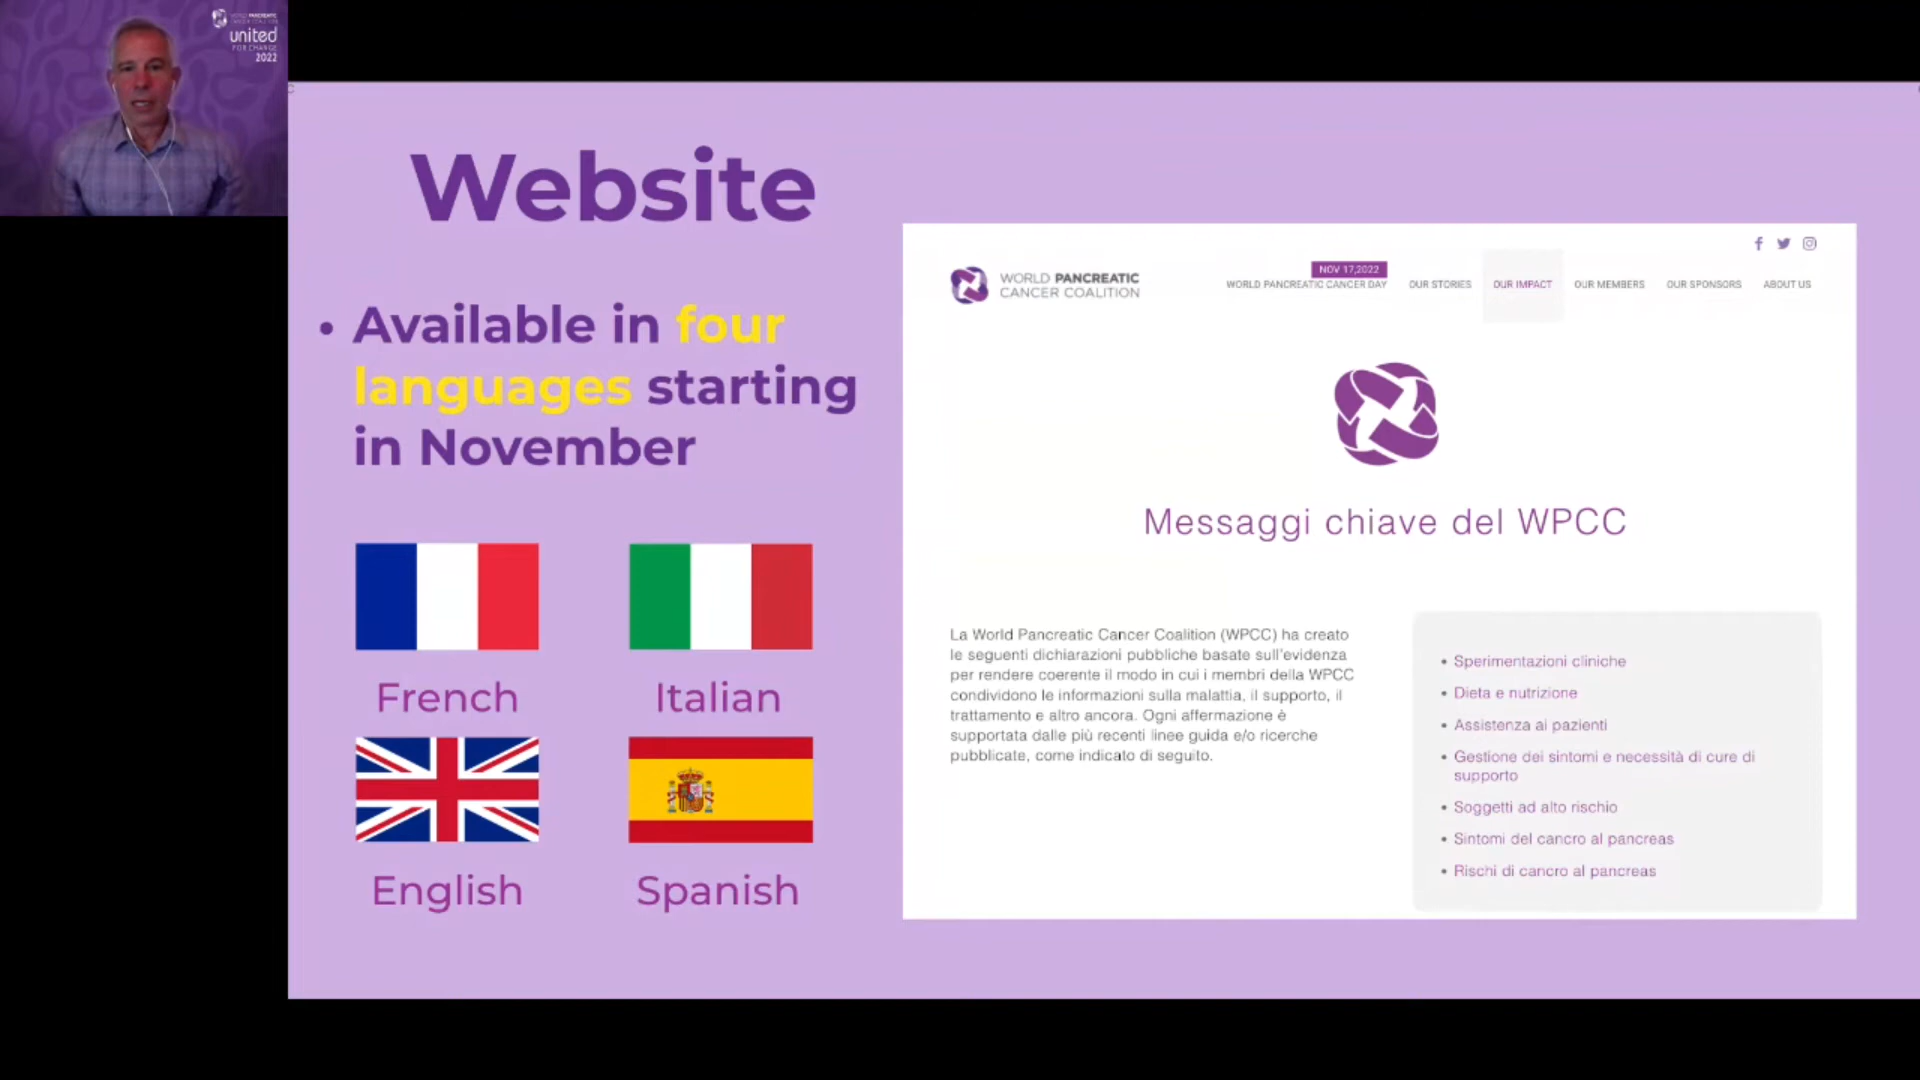 WORLD PANCREATIC
united
FOR CHANGE
2022
Website
• Available in four
languages starting
in November
French
Italian
English
Spanish
WORLD PANCREATIC
CANCER COALITION
NOV 17,2022
WORLD PANCREATIC CANCER DAY
OUR STORIES
OUR IMPACT
OUR MEMBERS
OUR SPONSORS
ABOUT US
Messaggi chiave del WPCC
La World Pancreatic Cancer Coalition (WPCC) ha creato
le seguenti dichiarazioni pubbliche basate sull'evidenza
per rendere coerente il modo in cui i membri della WPCC
condividono le informazioni sulla malattia, il supporto, il
trattamento e altro ancora. Ogni affermazione è
supportata dalle più recenti linee guida e/o ricerche
pubblicate, come indicato di seguito.
• Sperimentazioni cliniche
• Dieta e nutrizione
• Assistenza ai pazienti
• Gestione dei sintomi e necessità di cure di
supporto
• Soggetti ad alto rischio
• Sintomi del cancro al pancreas
• Rischi di cancro al pancreas